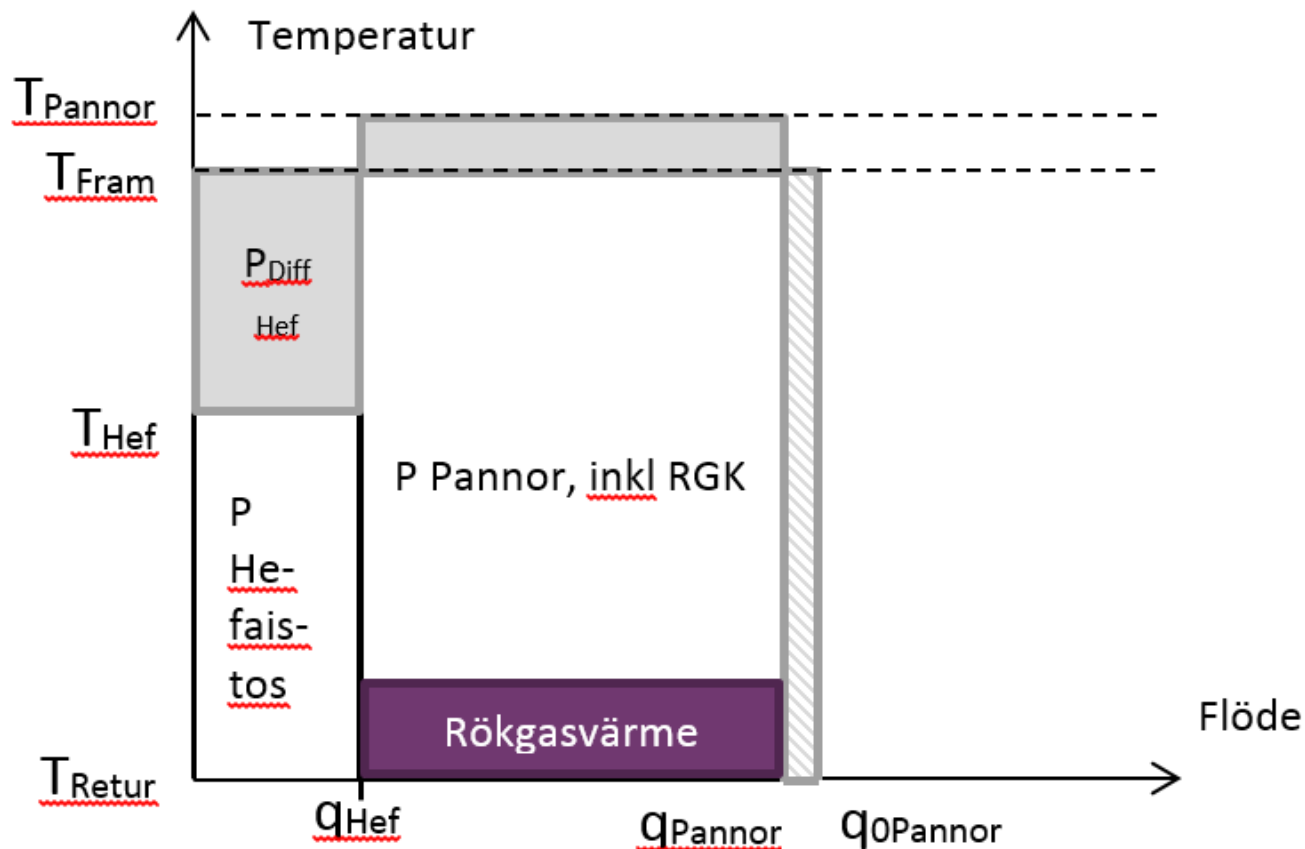 Temperatur
TPannor
TFram
PDiff
Hef
THef
P Pannor, inkl RGK
P
He-
fais-
tos
Rökgasvärme
Flöde
TRetur
qHef
qPannor
q0Pannor